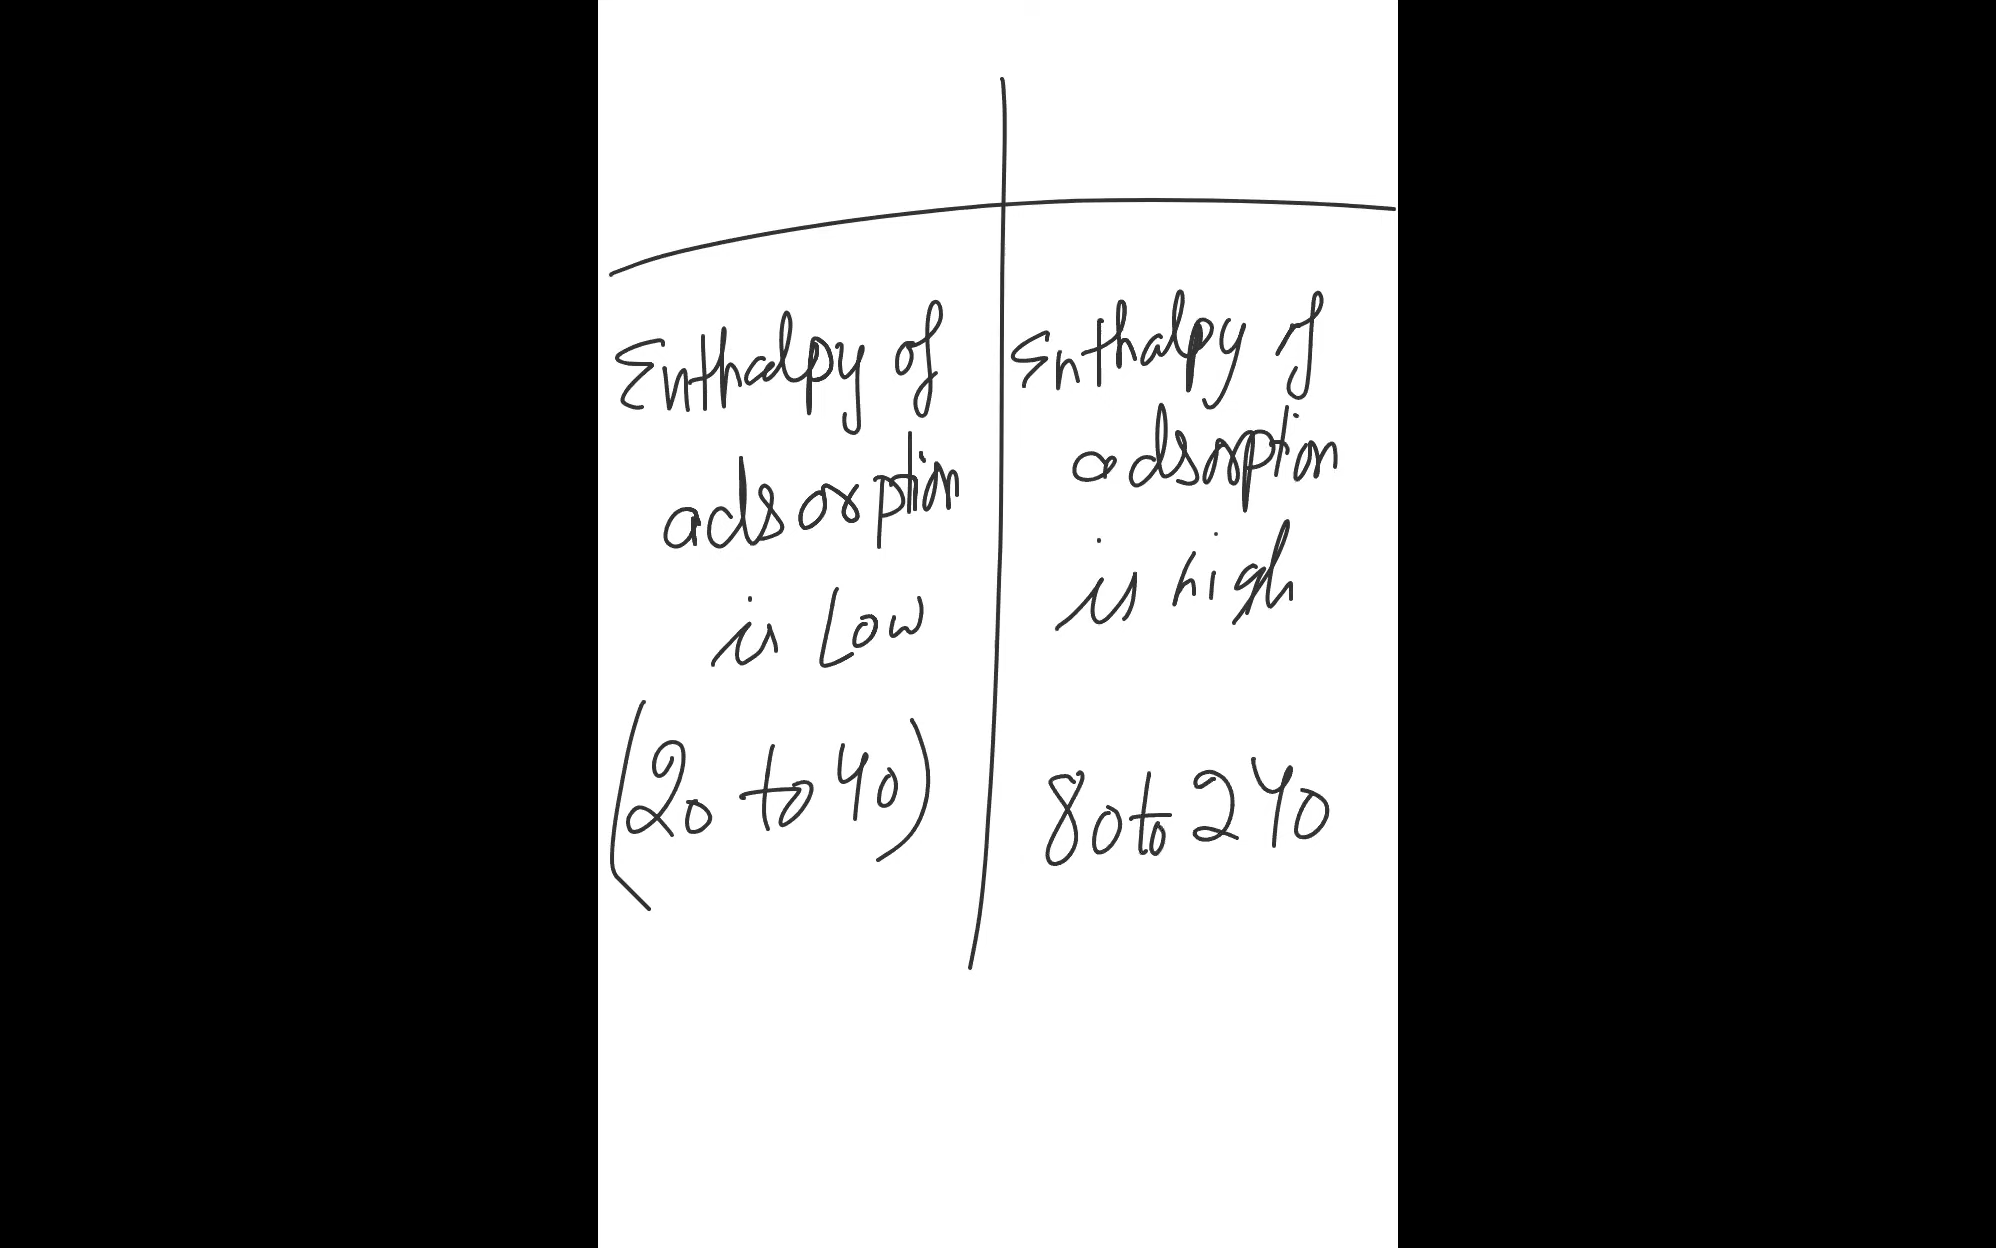 Enthalpy of
adsorption
is Low
(20 to 40)
Enthalpy of
adsorption
is high
80 to 240